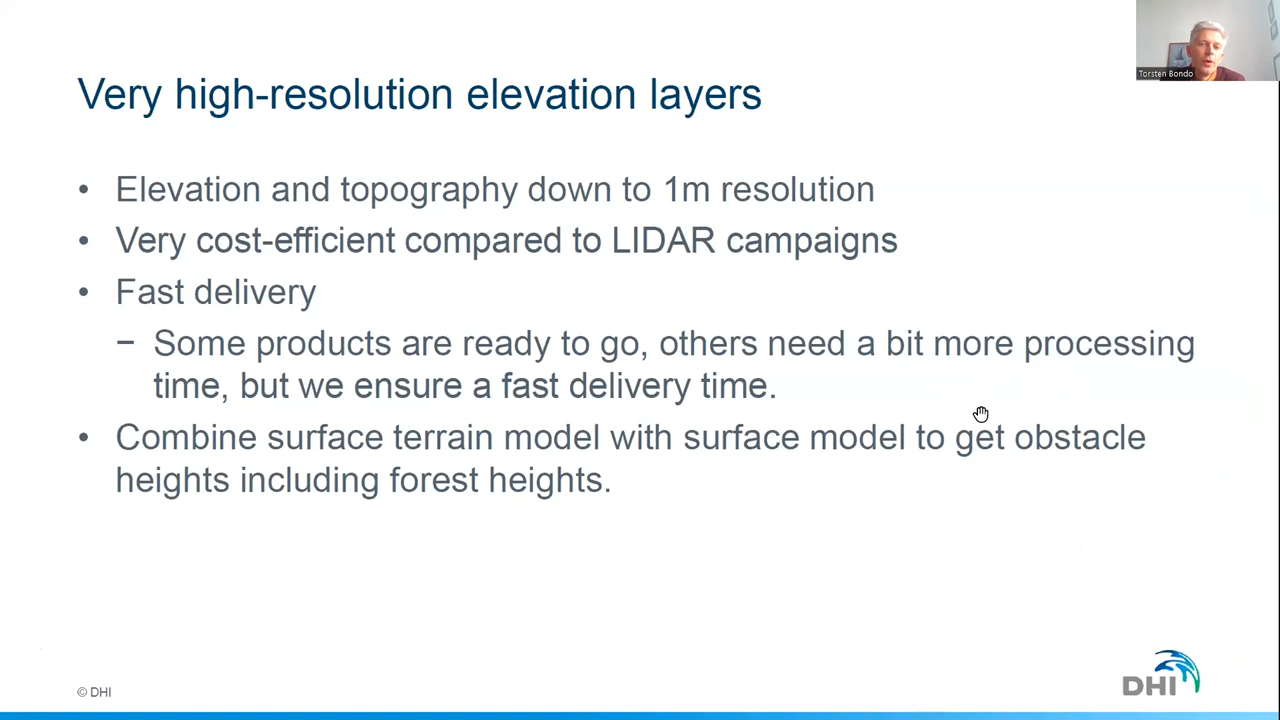 Torsten Bondo
Very high-resolution elevation layers
• Elevation and topography down to 1m resolution
• Very cost-efficient compared to LIDAR campaigns
• Fast delivery
− Some products are ready to go, others need a bit more processing
time, but we ensure a fast delivery time.
• Combine surface terrain model with surface model to get obstacle
heights including forest heights.
© DHI
DHI